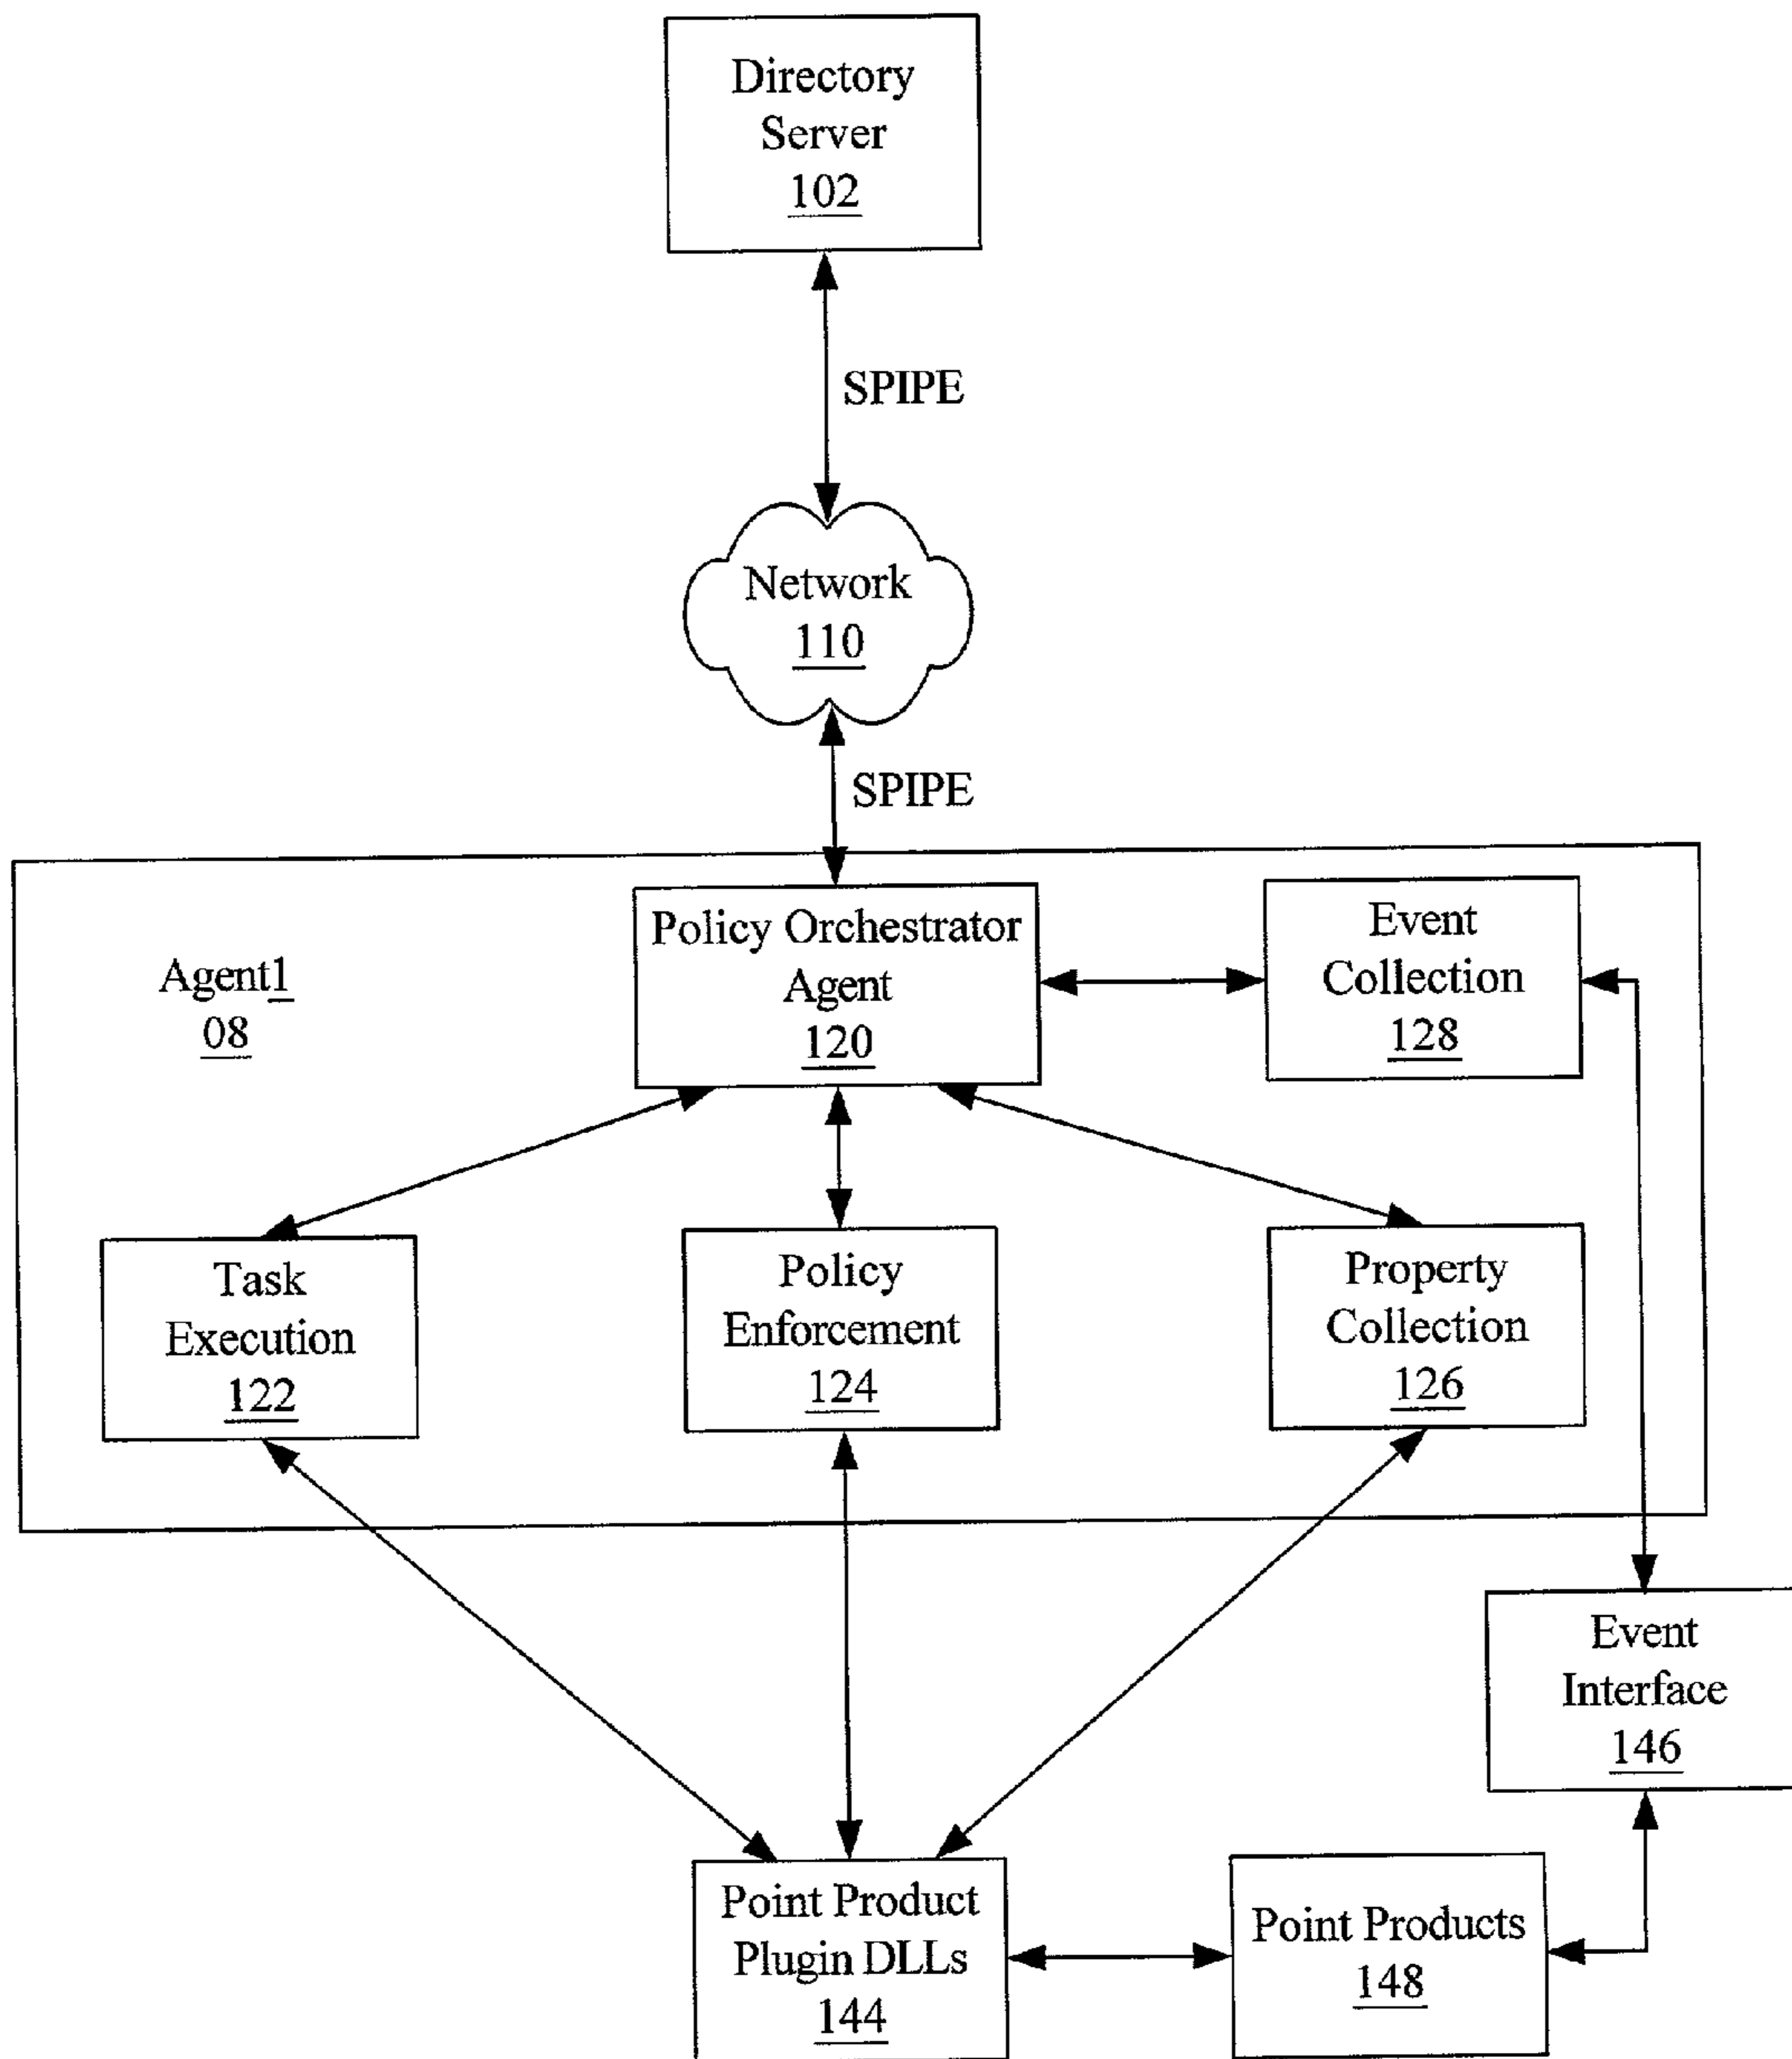 Directory
Server
102
SPIPE
Network
110
SPIPE
Agent1
08
Policy Orchestrator
Agent
120
Event
Collection
128
Task
Execution
122
Policy
Enforcement
124
Property
Collection
126
Event
Interface
146
Point Product
Plugin DLLs
144
Point Products
148